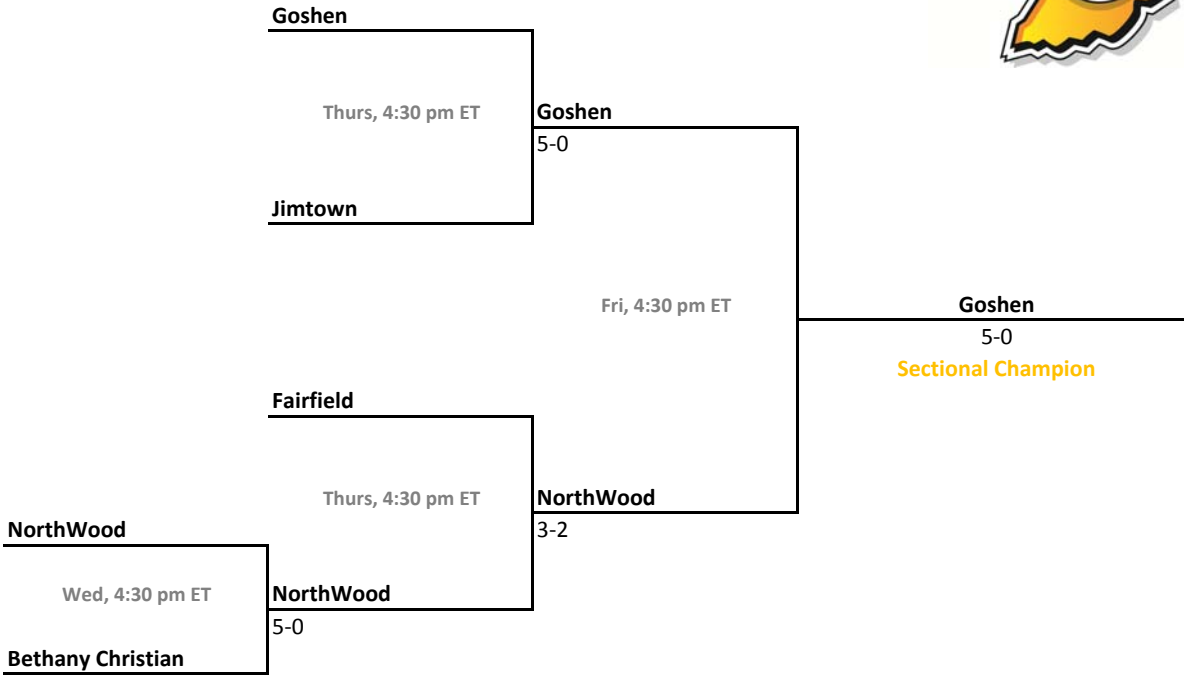 Goshen
Thurs, 4:30 pm ET
Goshen
5-0
Jimtown
Fri, 4:30 pm ET
Goshen
5-0
Sectional Champion
Fairfield
Thurs, 4:30 pm ET
NorthWood
3-2
NorthWood
Wed, 4:30 pm ET
NorthWood
5-0
Bethany Christian